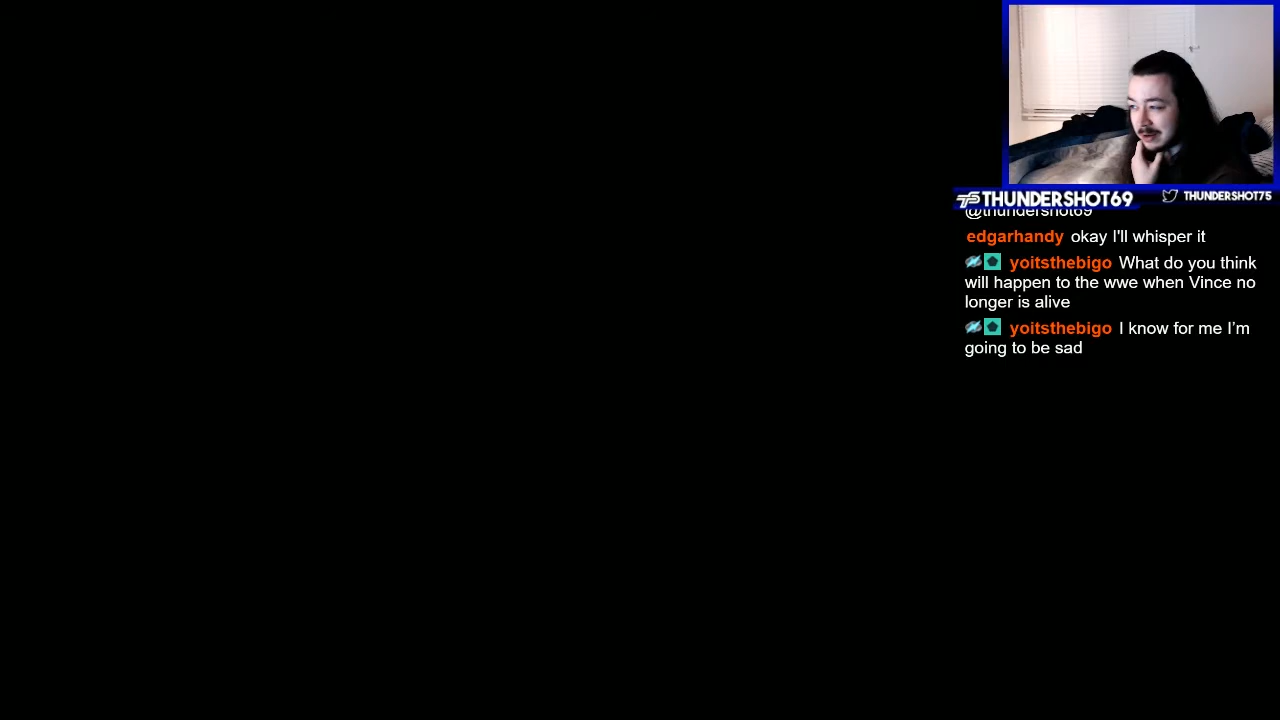 THUNDERSHOT69
THUNDERSHOT75
@thundershot69
edgarhandy okay I'll whisper it
yoitsthebigo What do you think
will happen to the wwe when Vince no
longer is alive
yoitsthebigo I know for me I’m
going to be sad